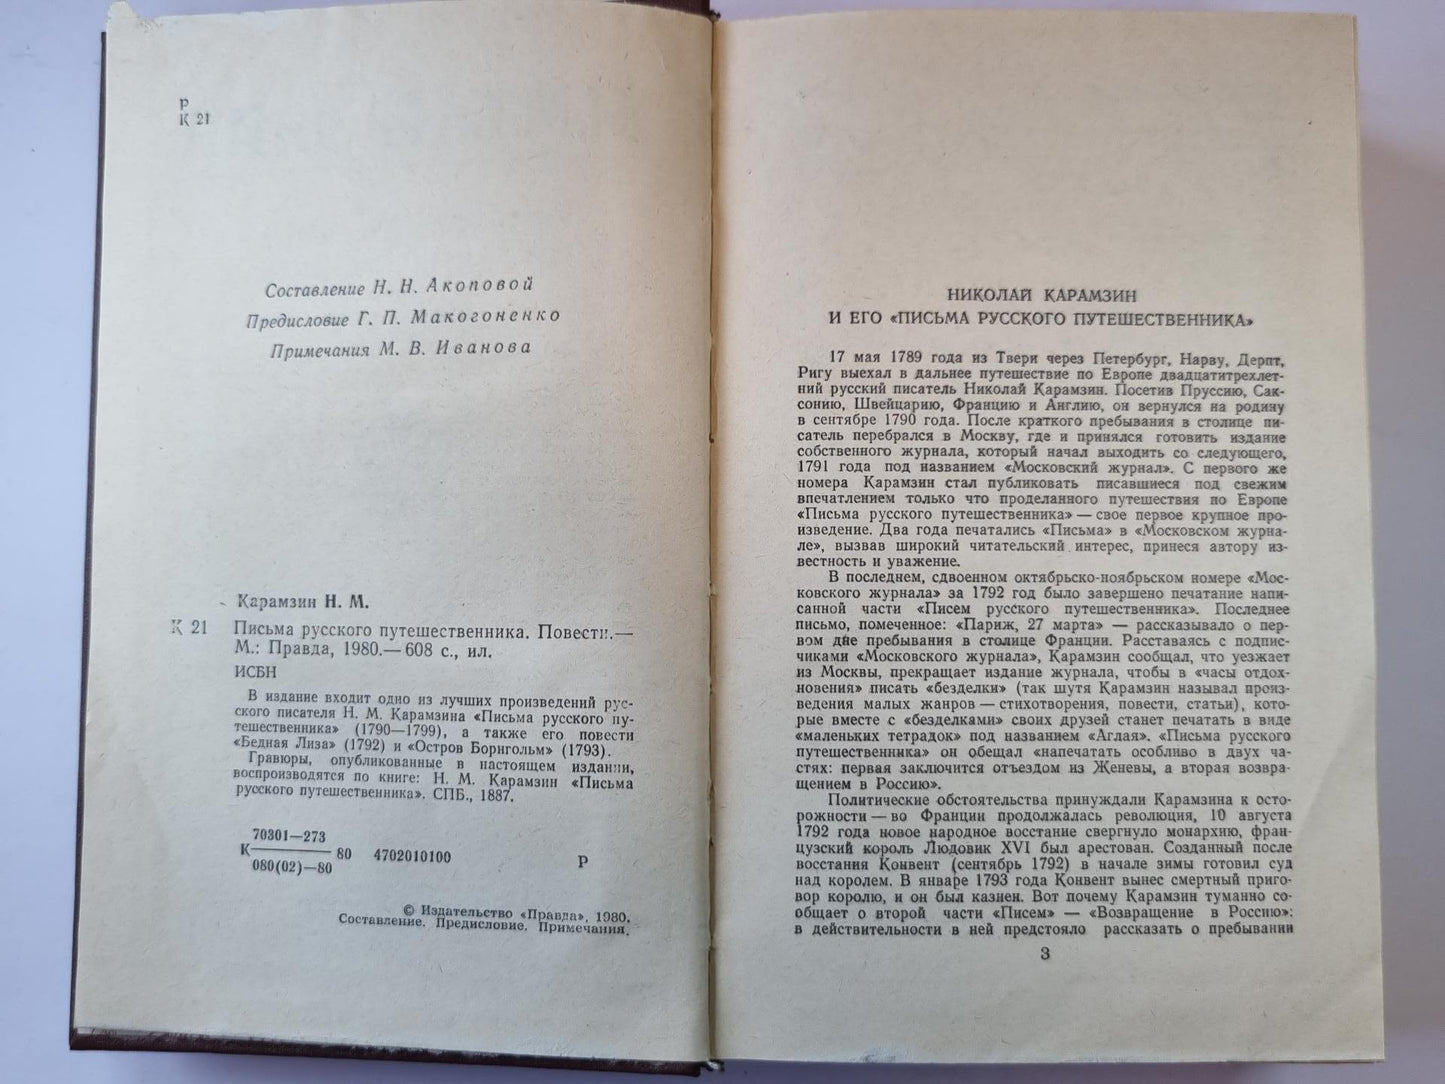 Р
К 21
Составление Н. Н. Акоповой
Предисловие Г. П. Макогоненко
Примечания М. В. Иванова
Карамзин Н. М.
К 21 Письма русского путешественника. Повести.—
М.: Правда, 1980.— 608 с., ил.
ИСБН
В издание входит одно из лучших произведений рус-
ского писателя Н. М. Карамзина «Письма русского пу-
тешественника» (1790—1799), а также его повести
«Бедная Лиза» (1792) и «Остров Борнгольм» (1793).
Гравюры, опубликованные в настоящем издании,
воспроизводятся по книге: Н. М. Карамзин «Письма
русского путешественника». СПБ., 1887.
70301—273
К 80 4702010100 Р
080(02)—80
© Издательство «Правда», 1980.
Составление. Предисловие. Примечания.
НИКОЛАЙ КАРАМЗИН
И ЕГО «ПИСЬМА РУССКОГО ПУТЕШЕСТВЕННИКА»
17 мая 1789 года из Твери через Петербург, Нарву, Дерпт,
Ригу выехал в дальнее путешествие по Европе двадцатитрехлет-
ний русский писатель Николай Карамзин. Посетив Пруссию, Сак-
сонию, Швейцарию, Францию и Англию, он вернулся на родину
в сентябре 1790 года. После краткого пребывания в столице пи-
сатель перебрался в Москву, где и принялся готовить издание
собственного журнала, который начал выходить со следующего,
1791 года под названием «Московский журнал». С первого же
номера Карамзин стал публиковать писавшиеся под свежим
впечатлением только что проделанного путешествия по Европе
«Письма русского путешественника» — свое первое крупное про-
изведение. Два года печатались «Письма» в «Московском журна-
ле», вызвав широкий читательский интерес, принеся автору из-
вестность и уважение.
В последнем, сдвоенном октябрьско-ноябрьском номере «Мос-
ковского журнала» за 1792 год было завершено печатание напи-
санной части «Писем русского путешественника». Последнее
письмо, помеченное: «Париж, 27 марта» — рассказывало о пер-
вом дне пребывания в столице Франции. Расставаясь с подпис-
чиками «Московского журнала», Карамзин сообщал, что уезжает
из Москвы, прекращает издание журнала, чтобы в «часы отдох-
новения» писать «безделки» (так шутя Карамзин называл произ-
ведения малых жанров — стихотворения, повести, статьи), кото-
рые вместе с «безделками» своих друзей станет печатать в виде
«маленьких тетрадок» под названием «Аглая». «Письма русского
путешественника» он обещал «напечатать особливо в двух ча-
стях: первая заключится отъездом из Женевы, а вторая возвра-
щением в Россию».
Политические обстоятельства принуждали Карамзина к осто-
рожности — во Франции продолжалась революция, 10 августа
1792 года новое народное восстание свергнуло монархию, фран-
цузский король Людовик XVI был арестован. Созданный после
восстания Конвент (сентябрь 1792) в начале зимы готовил суд
над королем. В январе 1793 года Конвент вынес смертный приго-
вор королю, и он был казнен. Вот почему Карамзин туманно со-
общает о второй части «Писем» — «Возвращение в Россию»:
в действительности в ней предстояло рассказать о пребывании
3